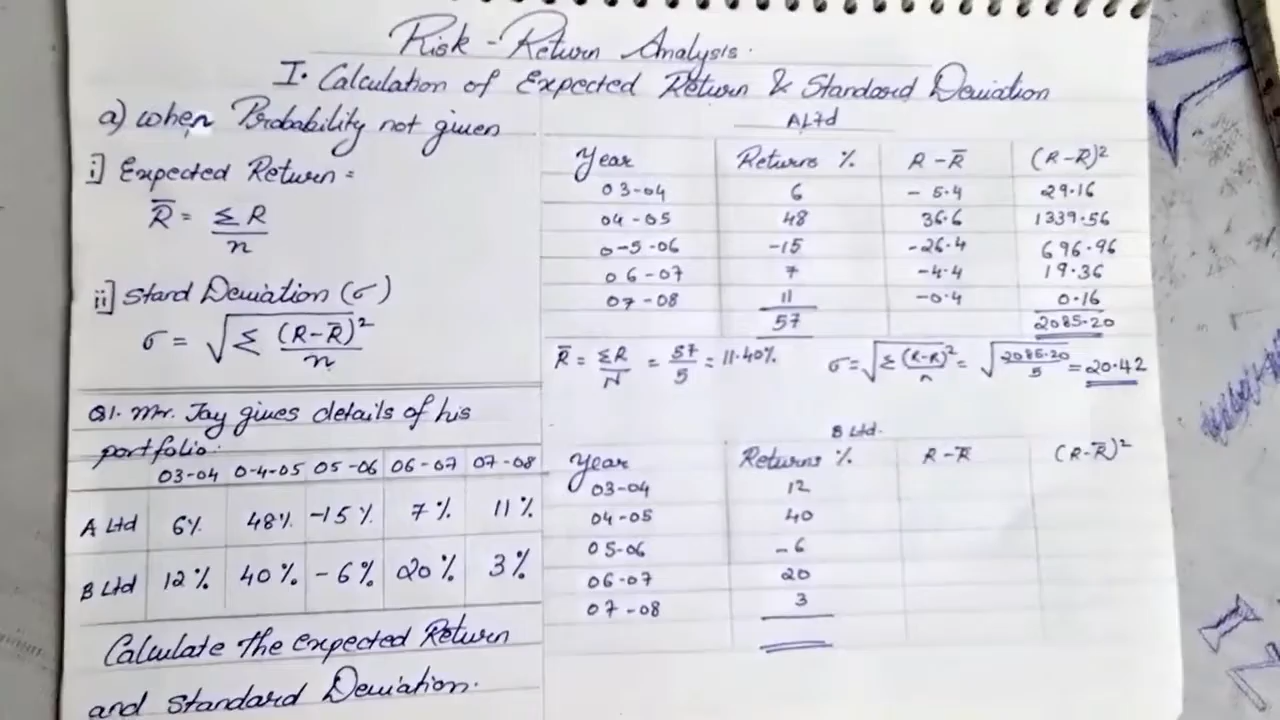 Risk - Return Analysis.
I. Calculation of Expected Return & Standard Deviation
a) when Probability not given
i] Expected Return =
R̅ = ΣR / n
ii] Stard Deviation (σ)
σ = √Σ (R-R̅)² / n
Q1. Mr. Jay gives details of his
portfolio.
03-04 0-4-05 05-06 06-07 07-08
A Ltd 6% 48% -15% 7% 11%
B Ltd 12% 40% -6% 20% 3%
Calculate the expected Return
and Standard Deviation.
A Ltd
Year Returns % R-R̅ (R-R̅)²
03-04 6 -5.4 29.16
04-05 48 36.6 1339.56
0-5-06 -15 -26.4 696.96
06-07 7 -4.4 19.36
07-08 11 -0.4 0.16
57 2085.20
R̅ = ΣR / N = 57 / 5 = 11.40% σ = √Σ (R-R)² / n = √2085.20 / 5 = 20.42
B Ltd.
Year Returns % R-R̅ (R-R̅)²
03-04 12
04-05 40
05-06 -6
06-07 20
07-08 3